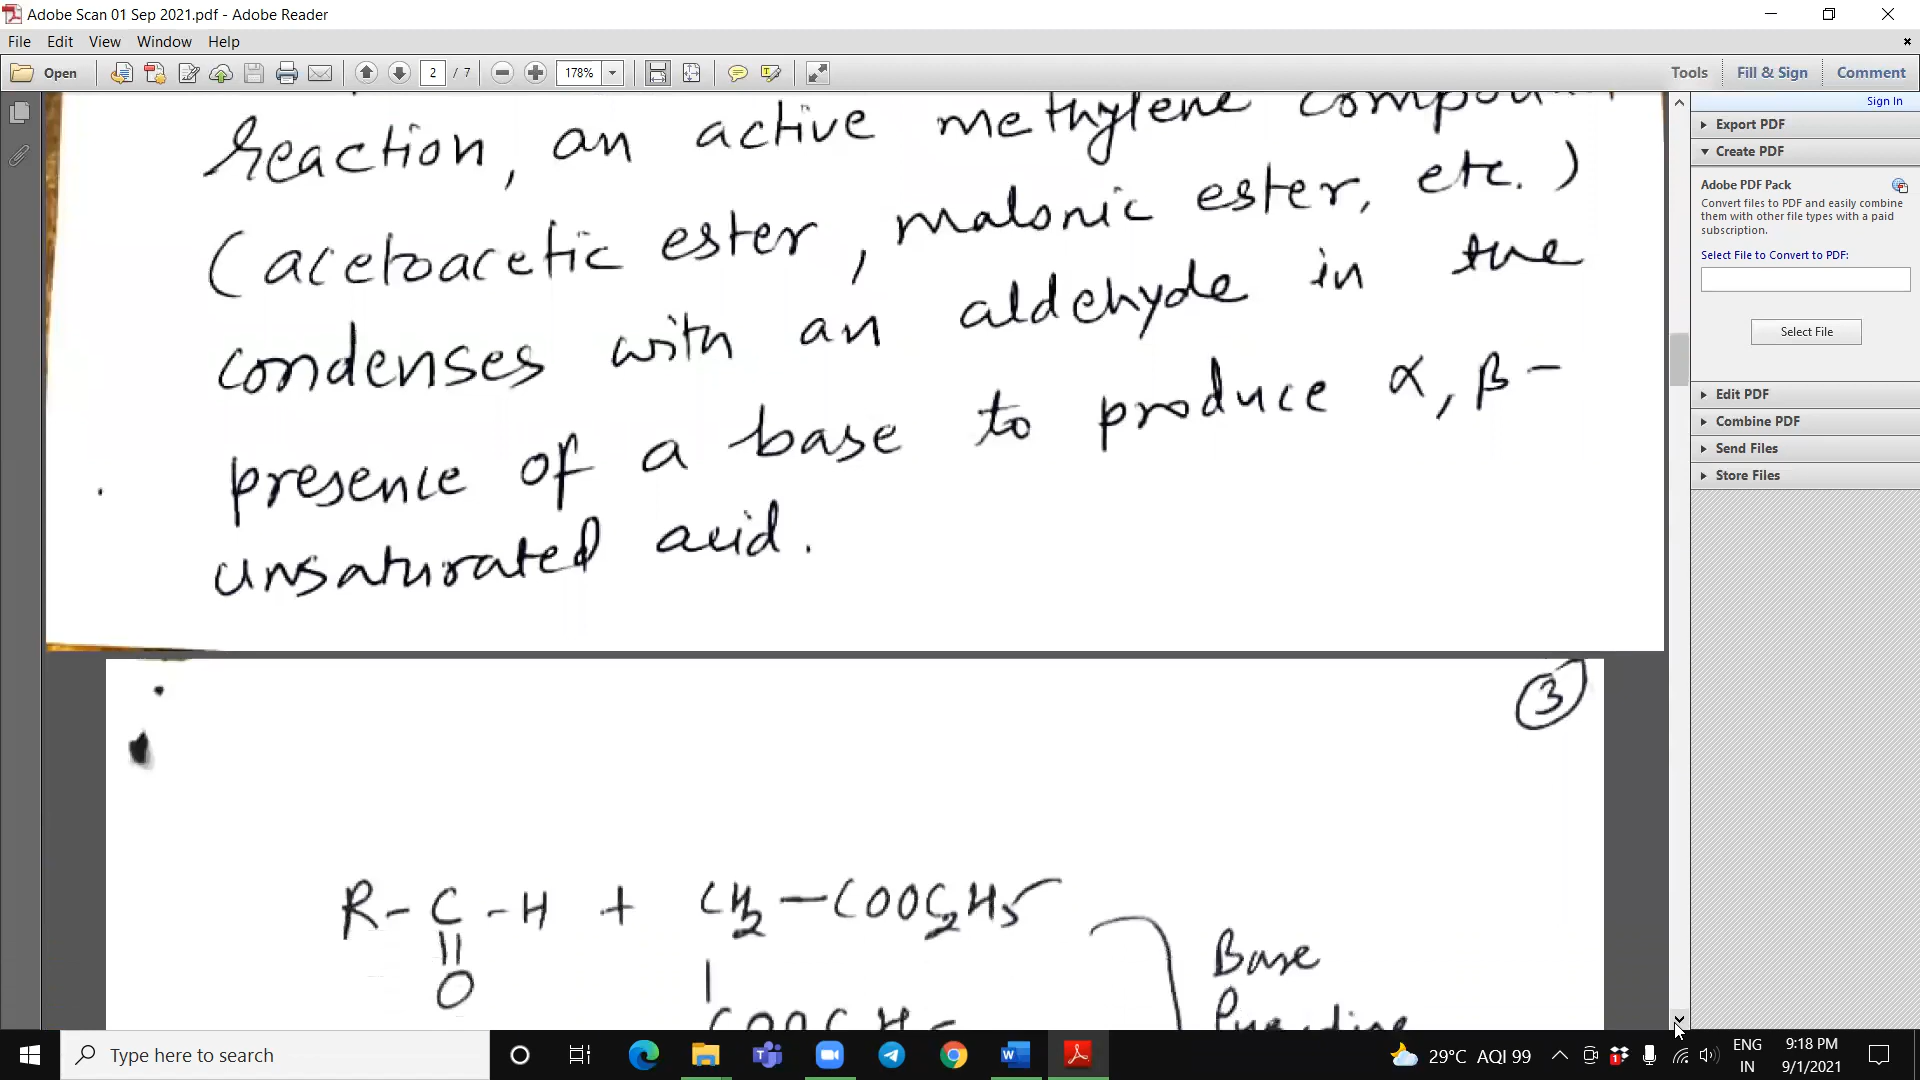 Adobe Scan 01 Sep 2021.pdf - Adobe Reader
File Edit View Window Help
Open 2 / 7 178% Tools Fill & Sign Comment
Sign In
Export PDF
Create PDF
Adobe PDF Pack
Convert files to PDF and easily combine
them with other file types with a paid
subscription.
Select File to Convert to PDF:
Select File
Edit PDF
Combine PDF
Send Files
Store Files
reaction, an active methylene
(acetoacetic ester, malonic ester, etc.)
condenses with an aldehyde in the
presence of a base to produce α, β-
unsaturated acid.
3
R-C-H + CH2-COOC2H5
||
O
|
Base
Type here to search
29°C AQI 99
ENG
IN
9:18 PM
9/1/2021